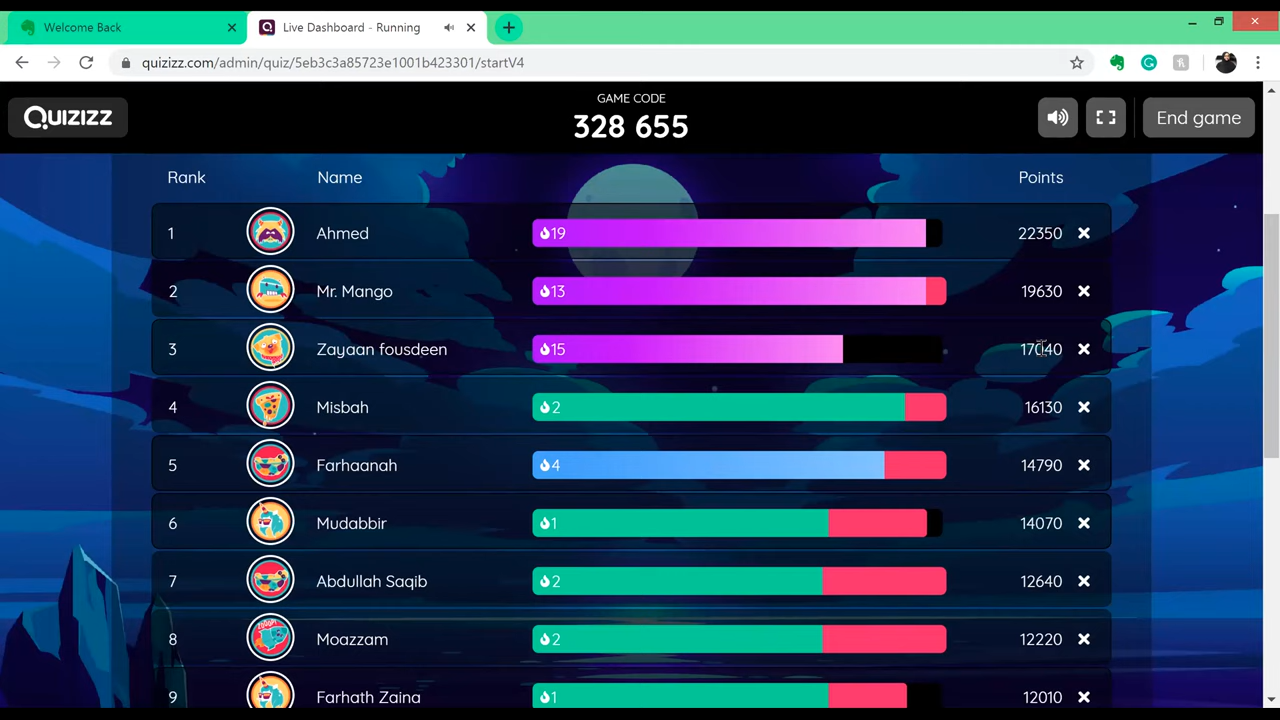 Welcome Back
Live Dashboard - Running
quizizz.com/admin/quiz/5eb3c3a85723e1001b423301/startV4
QUIZIZZ
GAME CODE
328 655
End game
Rank Name Points
1 Ahmed 19 22350
2 Mr. Mango 13 19630
3 Zayaan fousdeen 15 17040
4 Misbah 2 16130
5 Farhaanah 4 14790
6 Mudabbir 1 14070
7 Abdullah Saqib 2 12640
8 Moazzam 2 12220
9 Farhath Zaina 1 12010